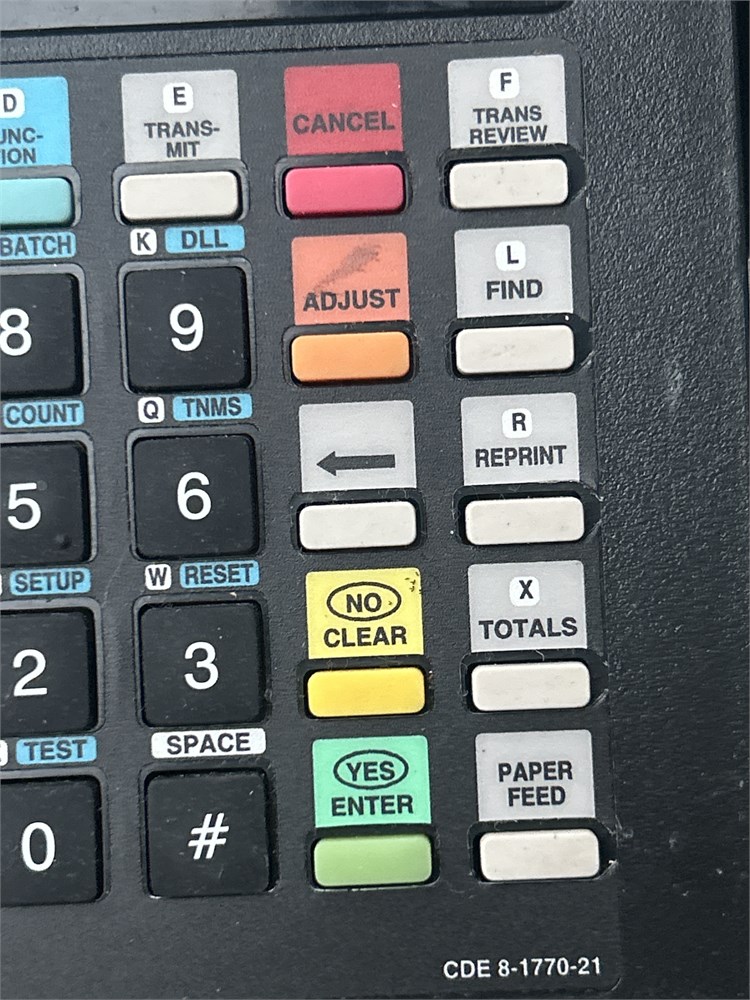 D
E
CANCEL
F
UNC-
ION
TRANS-
MIT
TRANS
REVIEW
BATCH
K DLL
L
8
9
ADJUST
FIND
COUNT
Q TNMS
R
5
6
REPRINT
SETUP
W RESET
NO
X
2
3
CLEAR
TOTALS
TEST
SPACE
YES
PAPER
0
#
ENTER
FEED
CDE 8-1770-21